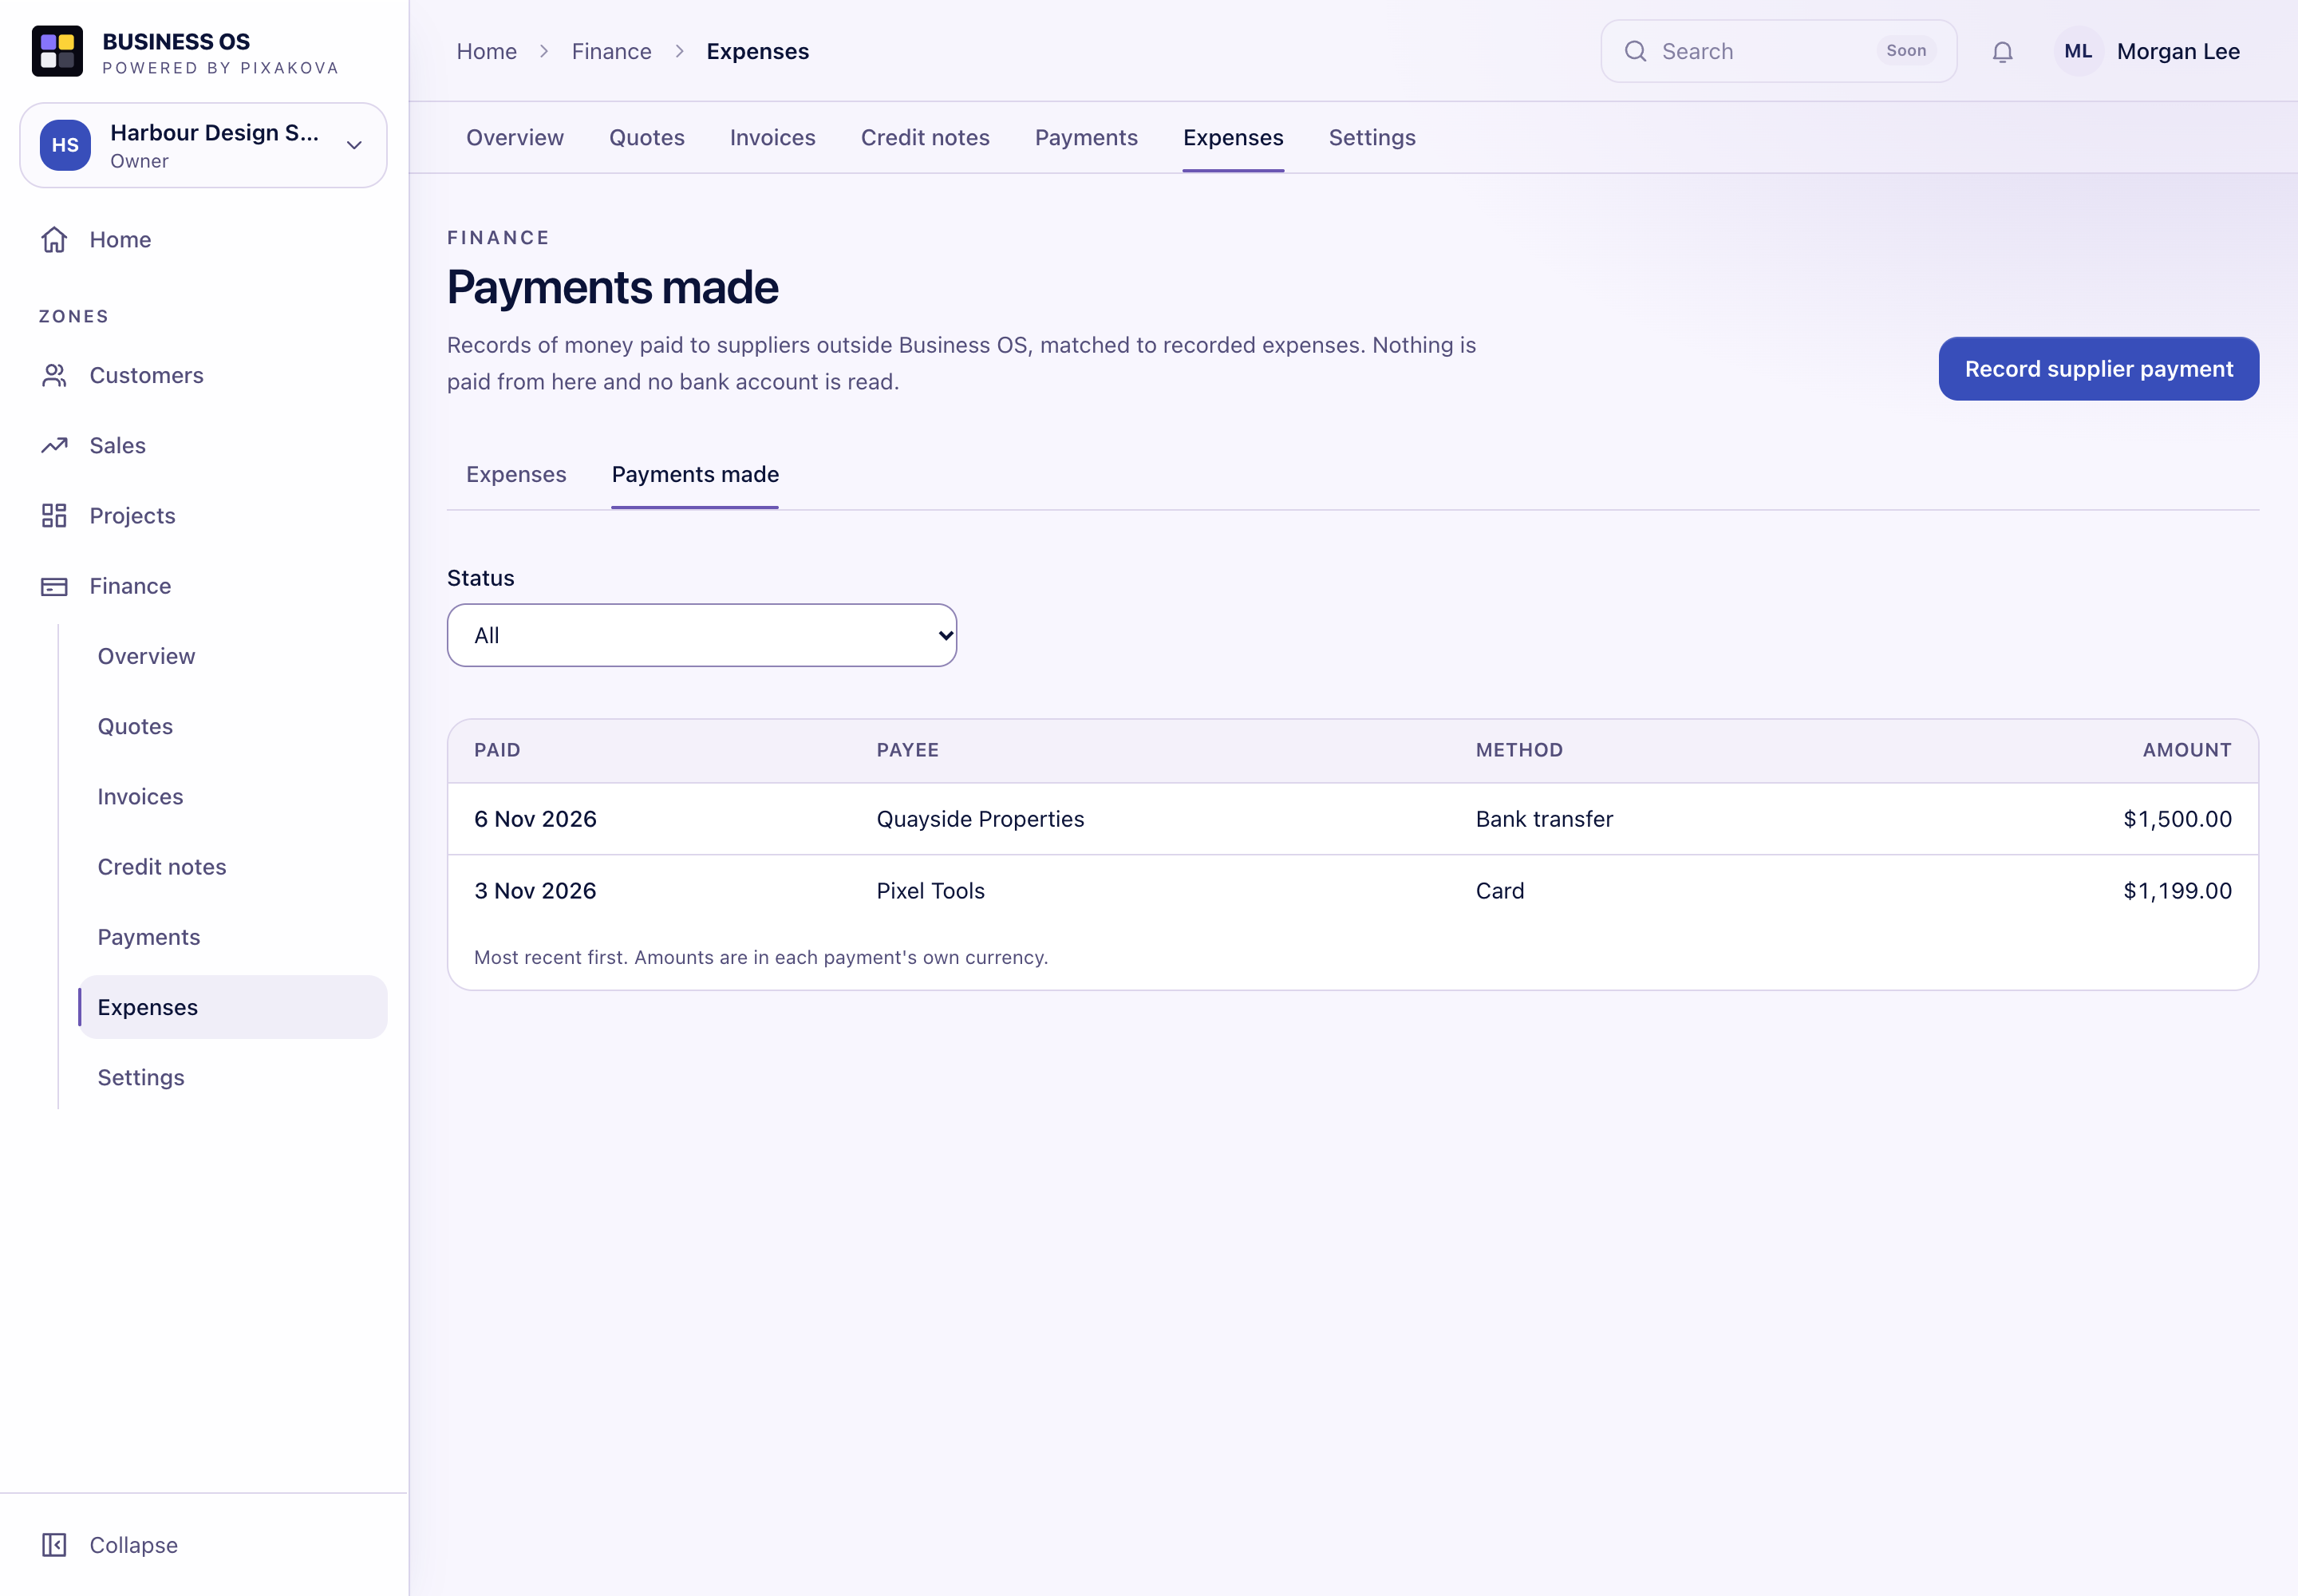 BUSINESS OS
POWERED BY PIXAKOVA
HS
Harbour Design S...
Owner
Home
ZONES
Customers
Sales
Projects
Finance
Overview
Quotes
Invoices
Credit notes
Payments
Expenses
Settings
Collapse
Home > Finance > Expenses
Search
Soon
ML
Morgan Lee
Overview
Quotes
Invoices
Credit notes
Payments
Expenses
Settings
FINANCE
Payments made
Records of money paid to suppliers outside Business OS, matched to recorded expenses. Nothing is
paid from here and no bank account is read.
Record supplier payment
Expenses
Payments made
Status
All
PAID PAYEE METHOD AMOUNT
6 Nov 2026 Quayside Properties Bank transfer $1,500.00
3 Nov 2026 Pixel Tools Card $1,199.00
Most recent first. Amounts are in each payment's own currency.